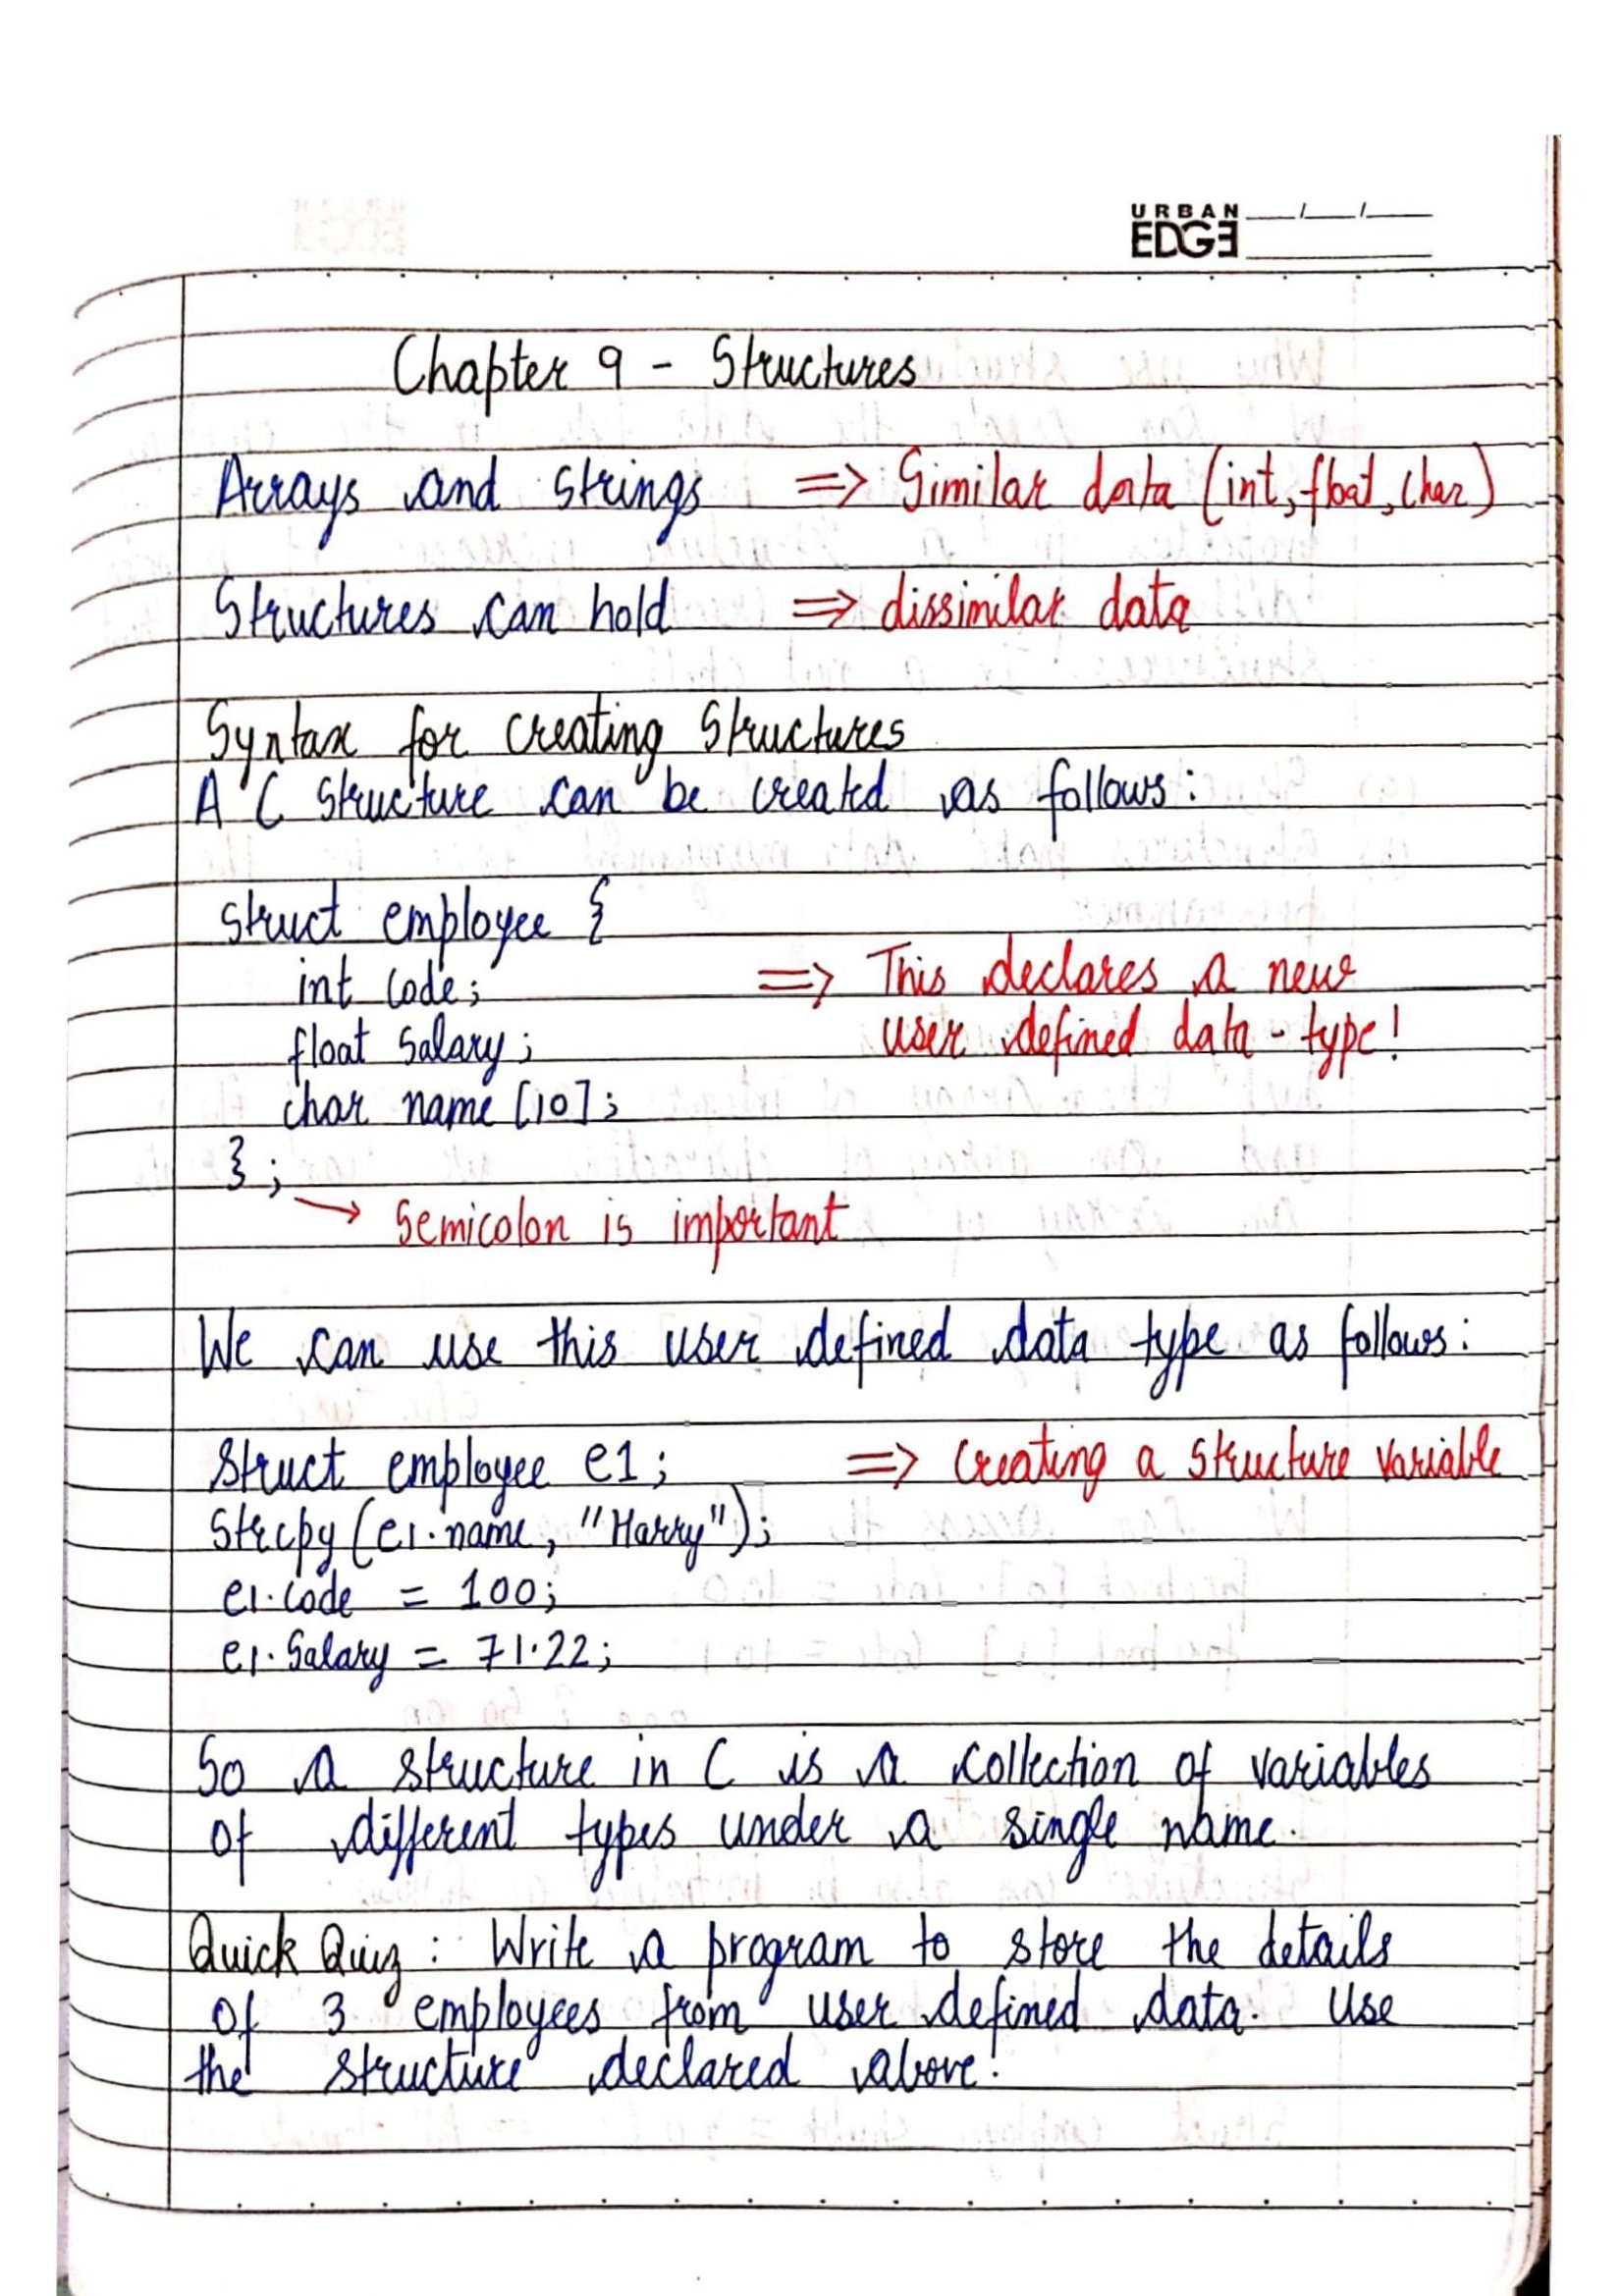 URBAN
EDGE
Chapter 9 - Structures
Arrays and strings => Similar data (int, float, char)
Structures can hold => dissimilar data
Syntax for creating Structures
A C Structure can be created as follows:
struct employee {
int code; => This declares a new
float salary; user defined data-type!
char name [10];
};
→ Semicolon is important
We can use this user defined data type as follows:
Struct employee e1; => creating a structure variable
Strcpy (e1.name, "Harry");
e1.code = 100;
e1.Salary = 71.22;
So a structure in C is a collection of variables
of different types under a single name.
Quick Quiz: Write a program to store the details
of 3 employees from user defined data. Use
the structure declared above.